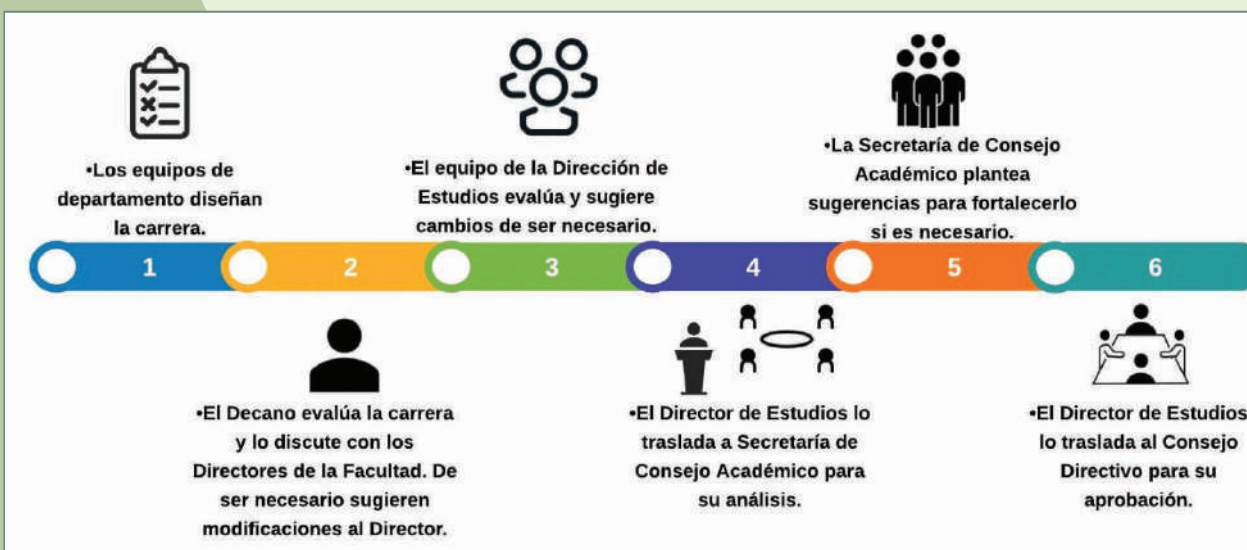 •Los equipos de
departamento diseñan
la carrera.
•El equipo de la Dirección de
Estudios evalúa y sugiere
cambios de ser necesario.
•La Secretaría de Consejo
Académico plantea
sugerencias para fortalecerlo
si es necesario.
1
2
3
4
5
6
•El Decano evalúa la carrera
y lo discute con los
Directores de la Facultad. De
ser necesario sugieren
modificaciones al Director.
•El Director de Estudios lo
traslada a Secretaría de
Consejo Académico para
su análisis.
•El Director de Estudios
lo traslada al Consejo
Directivo para su
aprobación.